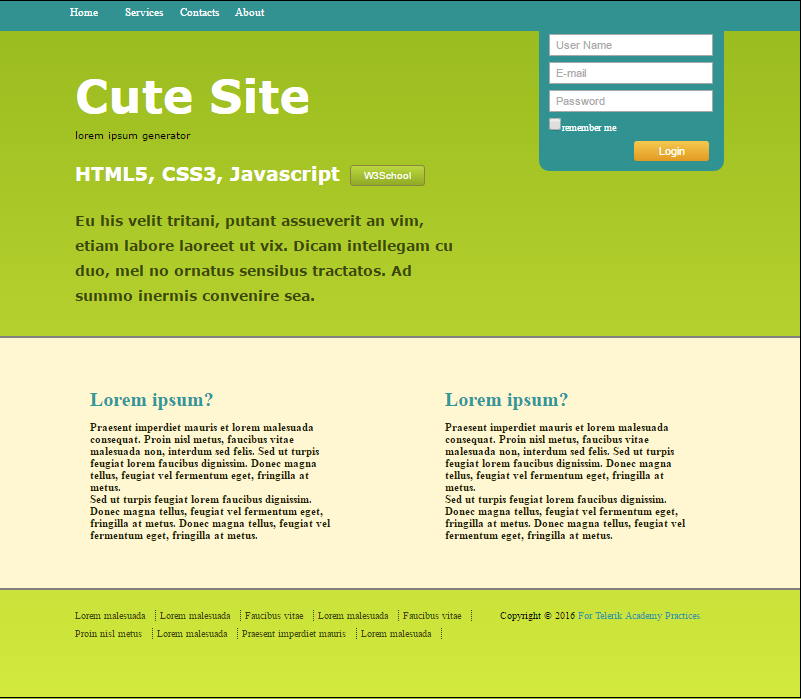 Home Services Contacts About
User Name
E-mail
Password
remember me
Login
Cute Site
lorem ipsum generator
HTML5, CSS3, Javascript W3School
Eu his velit tritani, putant assueverit an vim,
etiam labore laoreet ut vix. Dicam intellegam cu
duo, mel no ornatus sensibus tractatos. Ad
summo inermis convenire sea.
Lorem ipsum?
Praesent imperdiet mauris et lorem malesuada
consequat. Proin nisl metus, faucibus vitae
malesuada non, interdum sed felis. Sed ut turpis
feugiat lorem faucibus dignissim. Donec magna
tellus, feugiat vel fermentum eget, fringilla at
metus.
Sed ut turpis feugiat lorem faucibus dignissim.
Donec magna tellus, feugiat vel fermentum eget,
fringilla at metus. Donec magna tellus, feugiat vel
fermentum eget, fringilla at metus.
Lorem ipsum?
Praesent imperdiet mauris et lorem malesuada
consequat. Proin nisl metus, faucibus vitae
malesuada non, interdum sed felis. Sed ut turpis
feugiat lorem faucibus dignissim. Donec magna
tellus, feugiat vel fermentum eget, fringilla at
metus.
Sed ut turpis feugiat lorem faucibus dignissim.
Donec magna tellus, feugiat vel fermentum eget,
fringilla at metus. Donec magna tellus, feugiat vel
fermentum eget, fringilla at metus.
Lorem malesuada Lorem malesuada Faucibus vitae Lorem malesuada Faucibus vitae
Proin nisl metus Lorem malesuada Praesent imperdiet mauris Lorem malesuada
Copyright © 2016 For Telerik Academy Practices